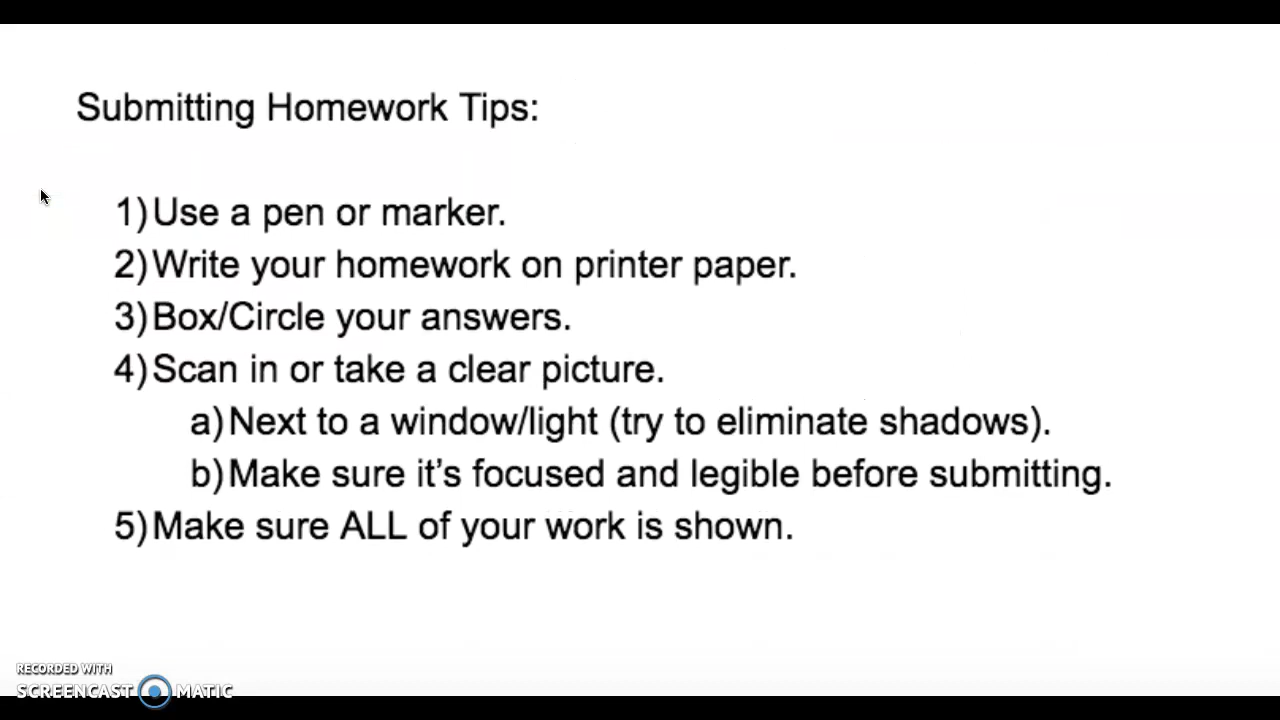 Submitting Homework Tips:
1) Use a pen or marker.
2) Write your homework on printer paper.
3) Box/Circle your answers.
4) Scan in or take a clear picture.
a) Next to a window/light (try to eliminate shadows).
b) Make sure it’s focused and legible before submitting.
5) Make sure ALL of your work is shown.
RECORDED WITH
SCREENCAST MATIC